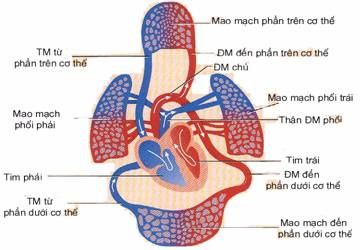 Mao mạch phần trên cơ thể
TM từ
phần trên cơ thể
ĐM đến phần trên cơ thể
ĐM chủ
Mao mạch
phổi phải
Mao mạch phổi trái
Thân ĐM phổi
Tim phải
Tim trái
ĐM đến
phần dưới cơ thể
TM từ
phần dưới cơ thể
Mao mạch đến
phần dưới cơ thể